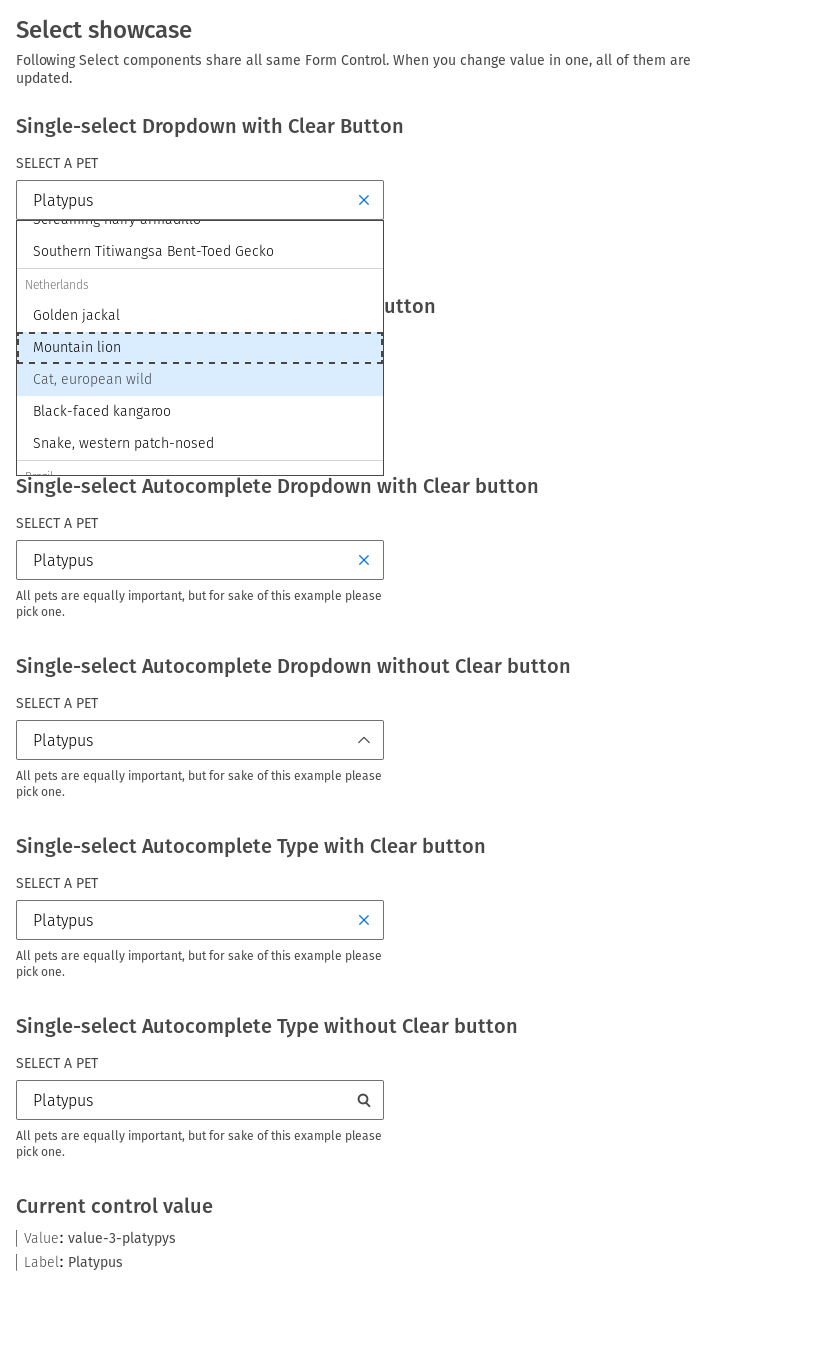 Select showcase
Following Select components share all same Form Control. When you change value in one, all of them are
updated.
Single-select Dropdown with Clear Button
SELECT A PET
Platypus
Screaming hairy armadillo
Southern Titiwangsa Bent-Toed Gecko
Netherlands
utton
Golden jackal
Mountain lion
Cat, european wild
Black-faced kangaroo
Snake, western patch-nosed
Brazil
Single-select Autocomplete Dropdown with Clear button
SELECT A PET
Platypus
All pets are equally important, but for sake of this example please
pick one.
Single-select Autocomplete Dropdown without Clear button
SELECT A PET
Platypus
All pets are equally important, but for sake of this example please
pick one.
Single-select Autocomplete Type with Clear button
SELECT A PET
Platypus
All pets are equally important, but for sake of this example please
pick one.
Single-select Autocomplete Type without Clear button
SELECT A PET
Platypus
All pets are equally important, but for sake of this example please
pick one.
Current control value
Value: value-3-platypys
Label: Platypus